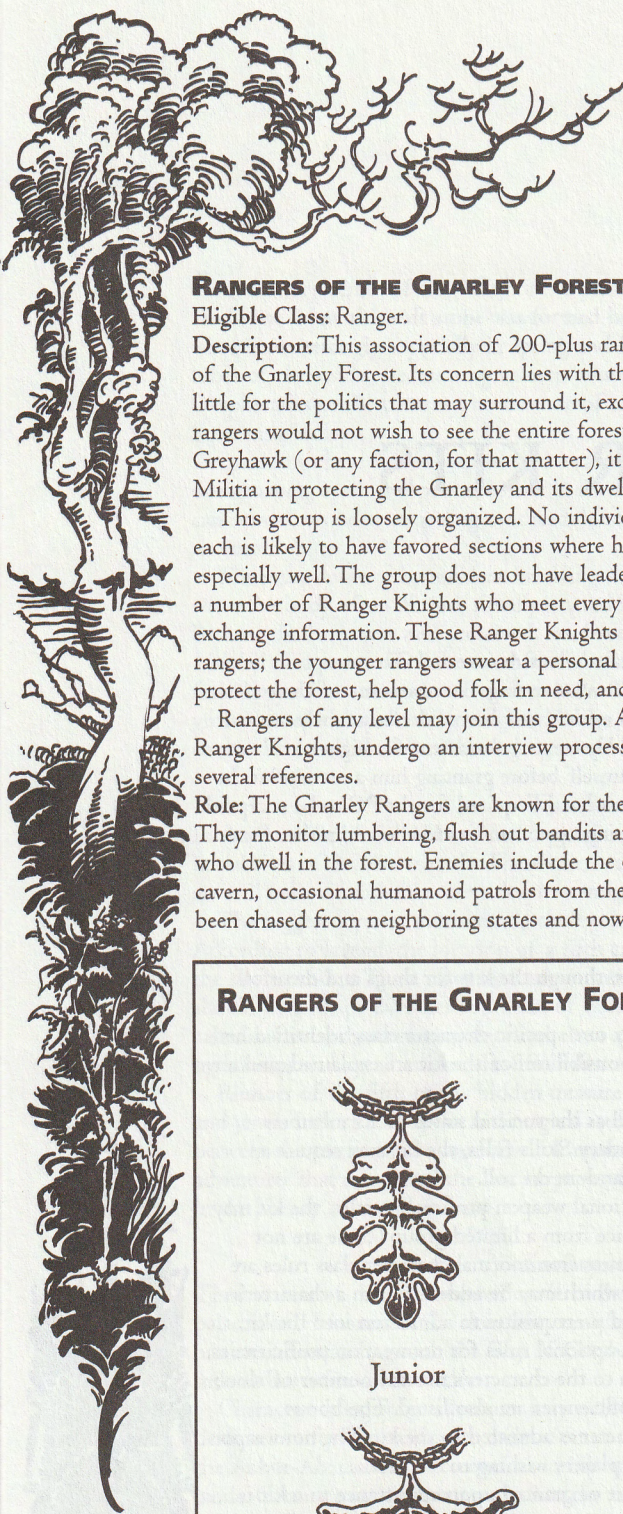 RANGERS OF THE GNARLEY FOREST
Eligible Class: Ranger.
Description: This association of 200-plus ran
of the Gnarley Forest. Its concern lies with th
little for the politics that may surround it, exc
rangers would not wish to see the entire forest
Greyhawk (or any faction, for that matter), it
Militia in protecting the Gnarley and its dwel
This group is loosely organized. No individ
each is likely to have favored sections where h
especially well. The group does not have leade
a number of Ranger Knights who meet every
exchange information. These Ranger Knights
rangers; the younger rangers swear a personal
protect the forest, help good folk in need, and
Rangers of any level may join this group. A
Ranger Knights, undergo an interview process
several references.
Role: The Gnarley Rangers are known for the
They monitor lumbering, flush out bandits a
who dwell in the forest. Enemies include the
cavern, occasional humanoid patrols from the
been chased from neighboring states and now
RANGERS OF THE GNARLEY FO
Junior